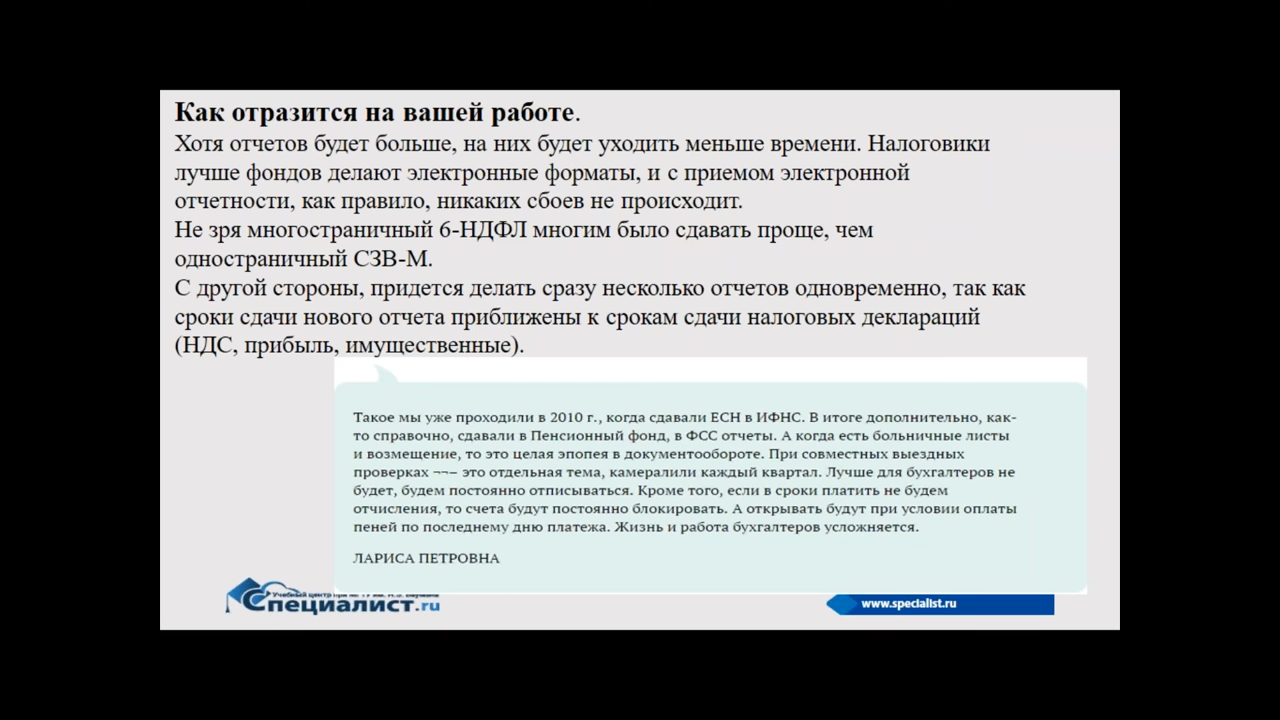 Как отразится на вашей работе.
Хотя отчетов будет больше, на них будет уходить меньше времени. Налоговики
лучше фондов делают электронные форматы, и с приемом электронной
отчетности, как правило, никаких сбоев не происходит.
Не зря многостраничный 6-НДФЛ многим было сдавать проще, чем
одностраничный СЗВ-М.
С другой стороны, придется делать сразу несколько отчетов одновременно, так как
сроки сдачи нового отчета приближены к срокам сдачи налоговых деклараций
(НДС, прибыль, имущественные).
Такое мы уже проходили в 2010 г., когда сдавали ЕСН в ИФНС. В итоге дополнительно, как-
то справочно, сдавали в Пенсионный фонд, в ФСС отчеты. А когда есть больничные листы
и возмещение, то это целая эпопея в документообороте. При совместных выездных
проверках ¬¬– это отдельная тема, камералили каждый квартал. Лучше для бухгалтеров не
будет, будем постоянно отписываться. Кроме того, если в сроки платить не будем
отчисления, то счета будут постоянно блокировать. А открывать будут при условии оплаты
пеней по последнему дню платежа. Жизнь и работа бухгалтеров усложняется.
ЛАРИСА ПЕТРОВНА
Учебный центр при
Специалист.ru
www.specialist.ru